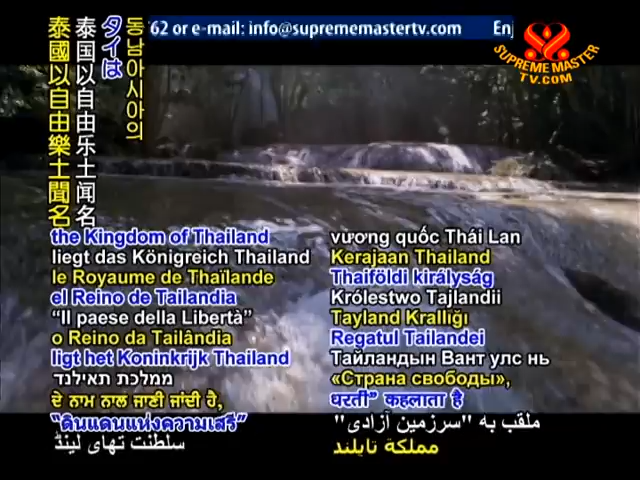 62 or e-mail: info@suprememastertv.com Enj
SUPREME MASTER
TV.COM
동남아시아의
タイは
泰国以自由乐土闻名
泰國以自由樂土聞名
the Kingdom of Thailand
liegt das Königreich Thailand
le Royaume de Thaïlande
el Reino de Tailandia
“Il paese della Libertà”
o Reino da Tailândia
ligt het Koninkrijk Thailand
ממלכת תאילנד
ਦੇ ਨਾਮ ਨਾਲ ਜਾਣੀ ਜਾਂਦੀ ਹੈ,
“ดินแดนแห่งความเสรี”
سلطنت تھای لینڈ
vương quốc Thái Lan
Kerajaan Thailand
Thaiföldi királyság
Królestwo Tajlandii
Tayland Krallığı
Regatul Tailandei
Тайландын Вант улс нь
«Страна свободы»,
धरती” कहलाता है
ملقب به "سرزمین آزادی"
مملكة تايلند